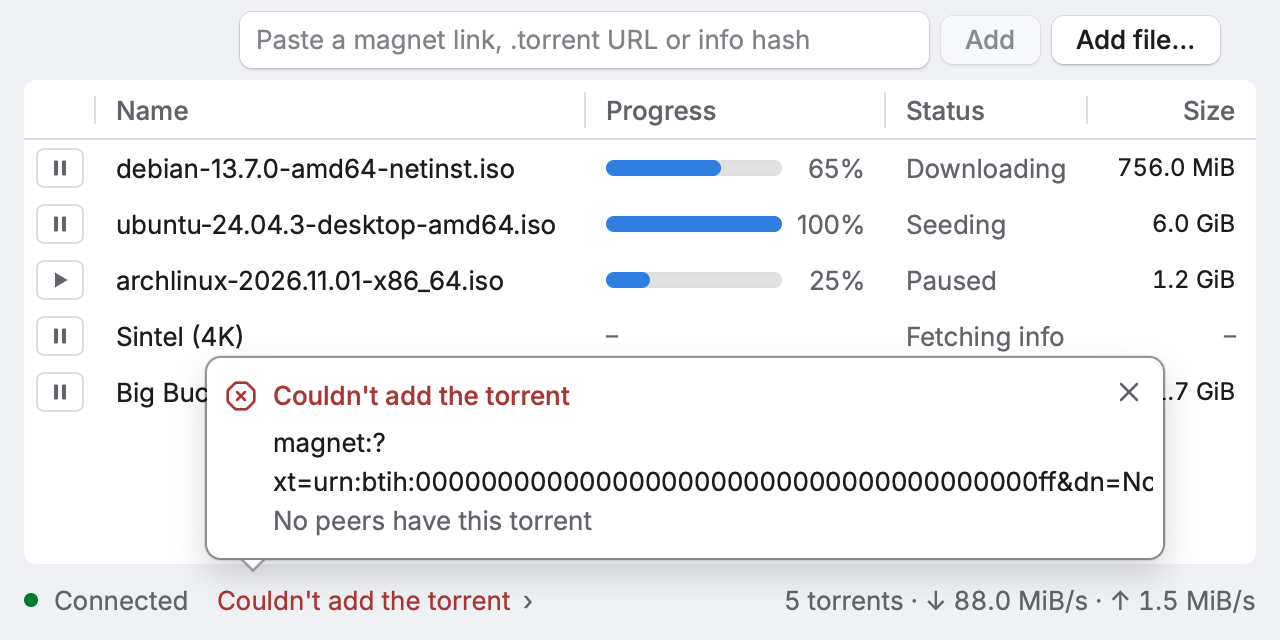 Paste a magnet link, .torrent URL or info hash Add Add file...
Name Progress Status Size
debian-13.7.0-amd64-netinst.iso 65% Downloading 756.0 MiB
ubuntu-24.04.3-desktop-amd64.iso 100% Seeding 6.0 GiB
archlinux-2026.11.01-x86_64.iso 25% Paused 1.2 GiB
Sintel (4K) – Fetching info –
Big .7 GiB
Couldn't add the torrent
magnet:?
xt=urn:btih:00000000000000000000000000000000000000ff&dn=
No peers have this torrent
Connected Couldn't add the torrent › 5 torrents · ↓ 88.0 MiB/s · ↑ 1.5 MiB/s